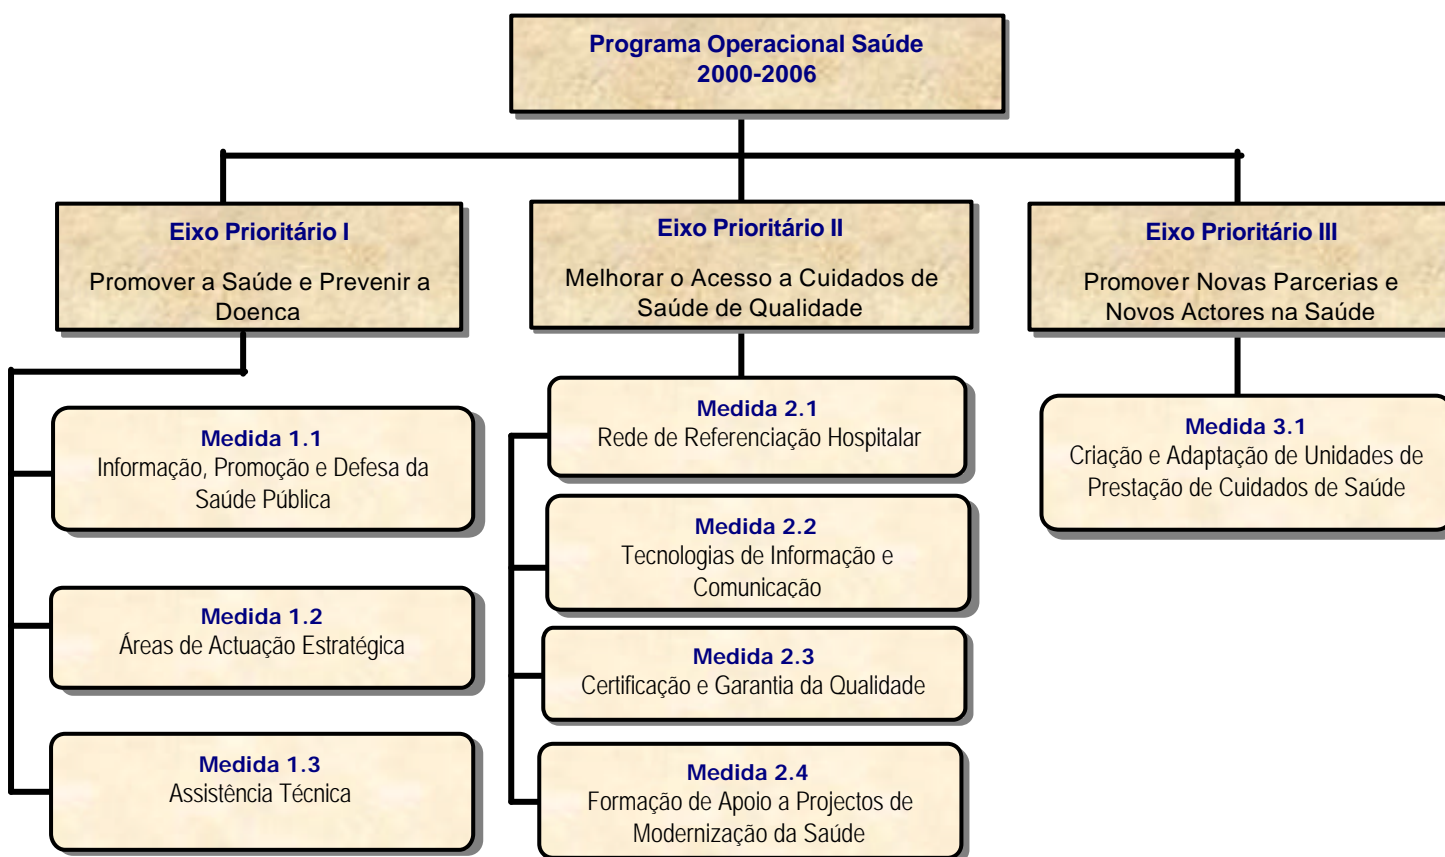 Programa Operacional Saúde
2000-2006
Eixo Prioritário I
Promover a Saúde e Prevenir a
Doenca
Medida 1.1
Informação, Promoção e Defesa da
Saúde Pública
Medida 1.2
Áreas de Actuação Estratégica
Medida 1.3
Assistência Técnica
Eixo Prioritário II
Melhorar o Acesso a Cuidados de
Saúde de Qualidade
Medida 2.1
Rede de Referenciação Hospitalar
Medida 2.2
Tecnologias de Informação e
Comunicação
Medida 2.3
Certificação e Garantia da Qualidade
Medida 2.4
Formação de Apoio a Projectos de
Modernização da Saúde
Eixo Prioritário III
Promover Novas Parcerias e
Novos Actores na Saúde
Medida 3.1
Criação e Adaptação de Unidades de
Prestação de Cuidados de Saúde